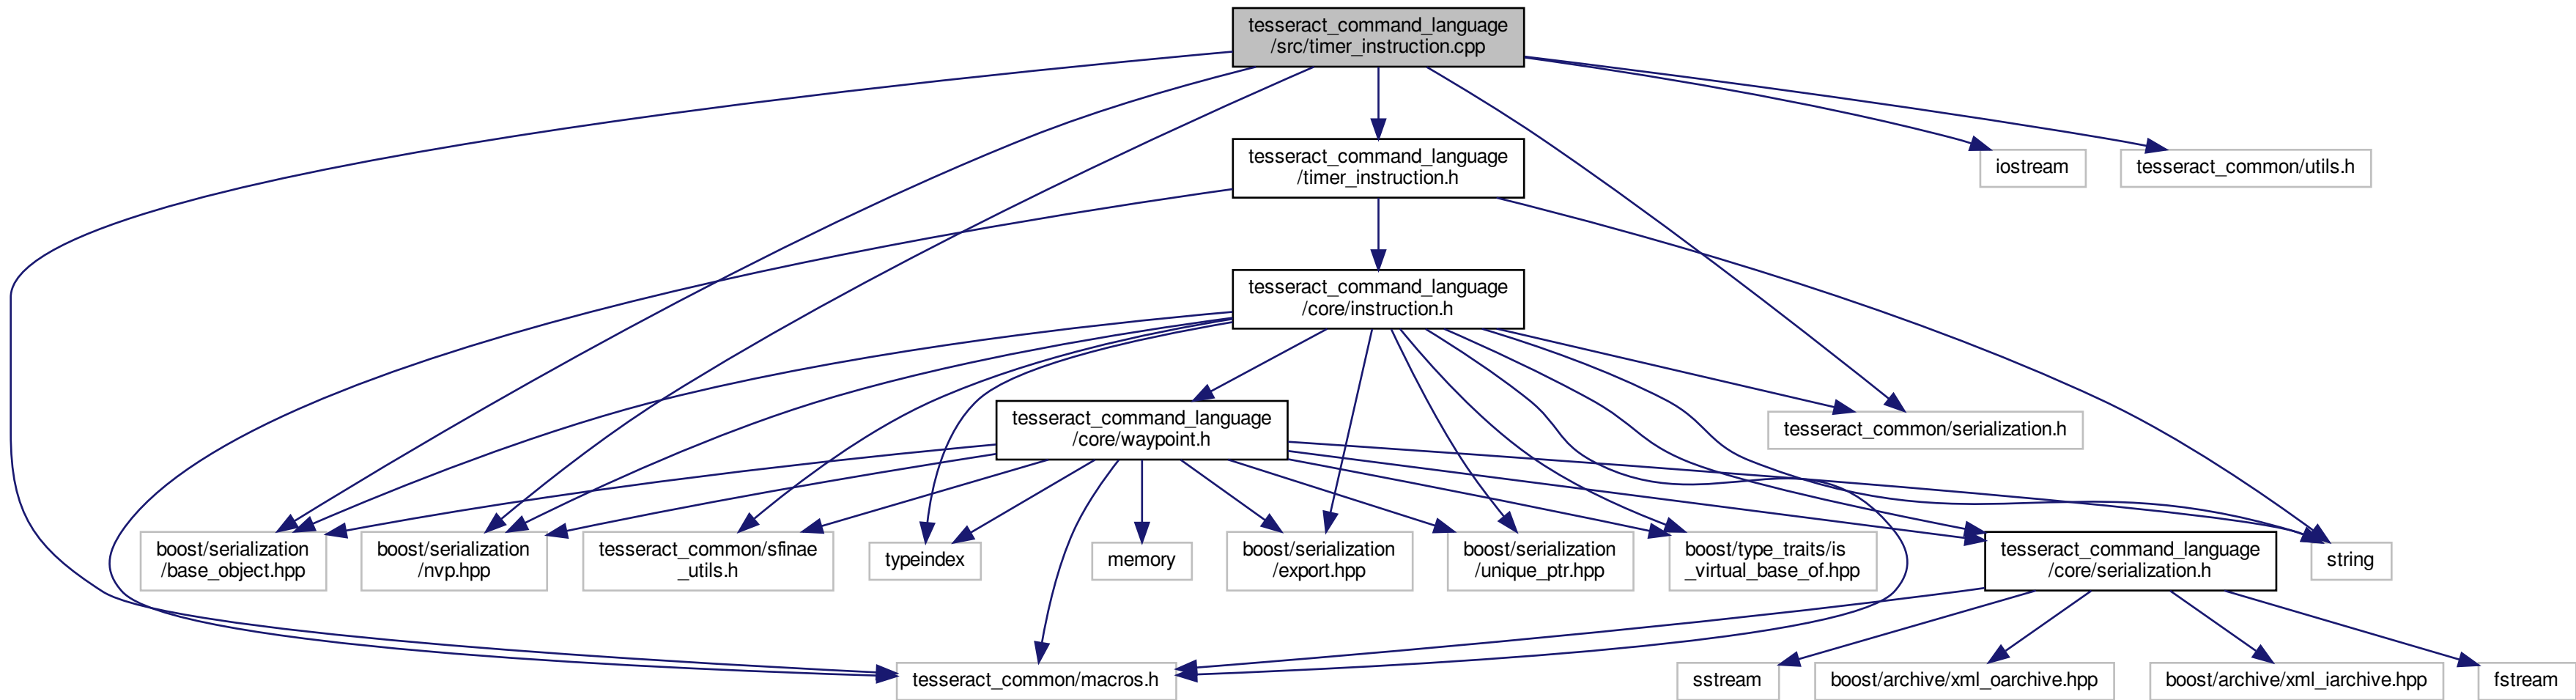 tesseract_command_language
/src/timer_instruction.cpp
tesseract_command_language
/timer_instruction.h
iostream
tesseract_common/utils.h
tesseract_command_language
/core/instruction.h
tesseract_command_language
/core/waypoint.h
tesseract_common/serialization.h
boost/serialization
/base_object.hpp
boost/serialization
/nvp.hpp
tesseract_common/sfinae
_utils.h
typeindex
memory
boost/serialization
/export.hpp
boost/serialization
/unique_ptr.hpp
boost/type_traits/is
_virtual_base_of.hpp
tesseract_command_language
/core/serialization.h
string
tesseract_common/macros.h
sstream
boost/archive/xml_oarchive.hpp
boost/archive/xml_iarchive.hpp
fstream